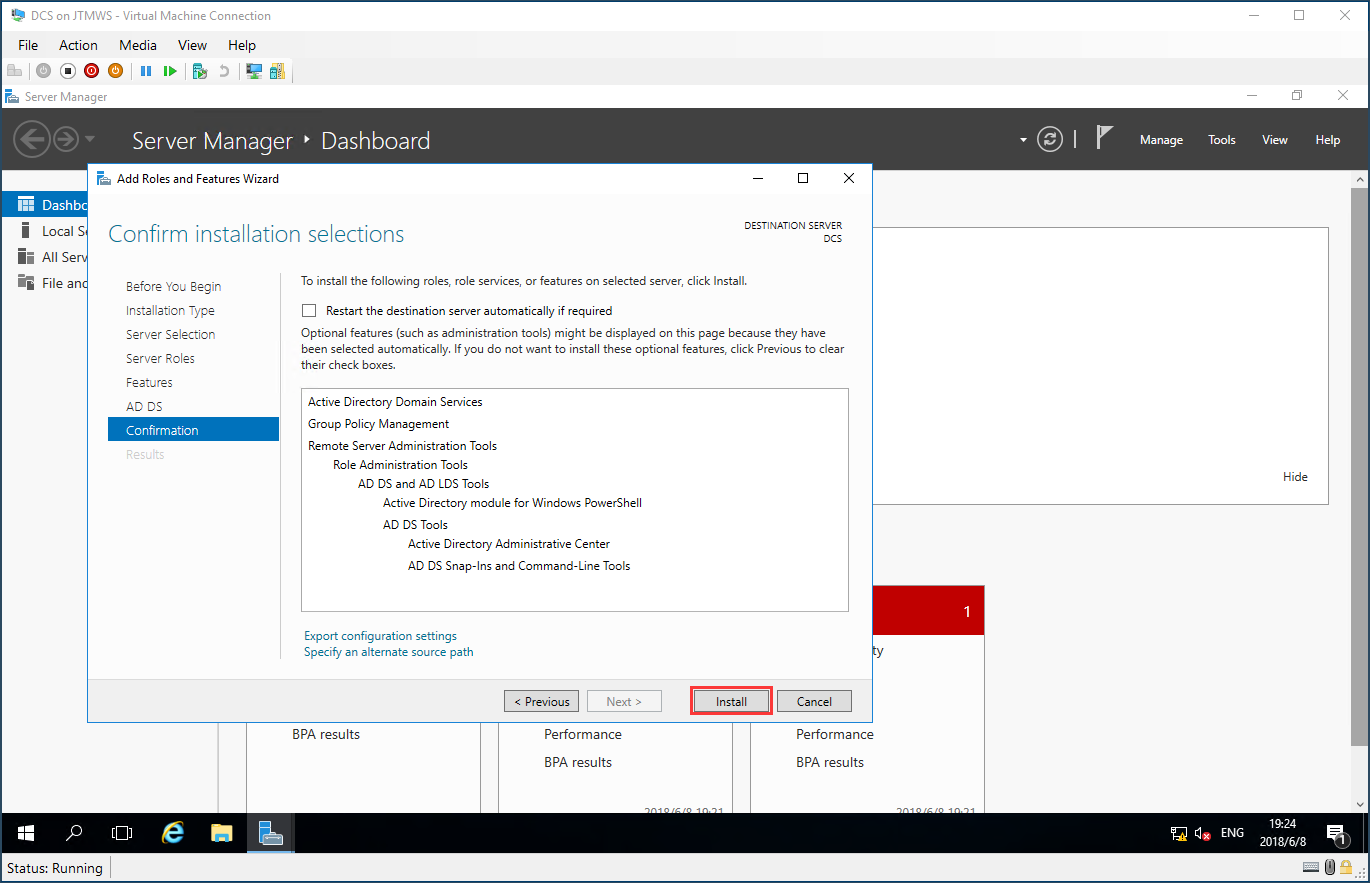 DCS on JTMWS - Virtual Machine Connection
File Action Media View Help
Server Manager
Server Manager Dashboard
Manage Tools View Help
Add Roles and Features Wizard
Dashbo
Local Se
All Serv
File and
Confirm installation selections
DESTINATION SERVER
DCS
Before You Begin
Installation Type
Server Selection
Server Roles
Features
AD DS
Confirmation
Results
To install the following roles, role services, or features on selected server, click Install.
Restart the destination server automatically if required
Optional features (such as administration tools) might be displayed on this page because they have
been selected automatically. If you do not want to install these optional features, click Previous to clear
their check boxes.
Active Directory Domain Services
Group Policy Management
Remote Server Administration Tools
Role Administration Tools
AD DS and AD LDS Tools
Active Directory module for Windows PowerShell
AD DS Tools
Active Directory Administrative Center
AD DS Snap-Ins and Command-Line Tools
Export configuration settings
Specify an alternate source path
< Previous Next > Install Cancel
Hide
1
ty
BPA results
Performance
BPA results
2018/6/8 19:21
Performance
BPA results
2018/6/8 19:21
ENG
19:24
2018/6/8
1
Status: Running